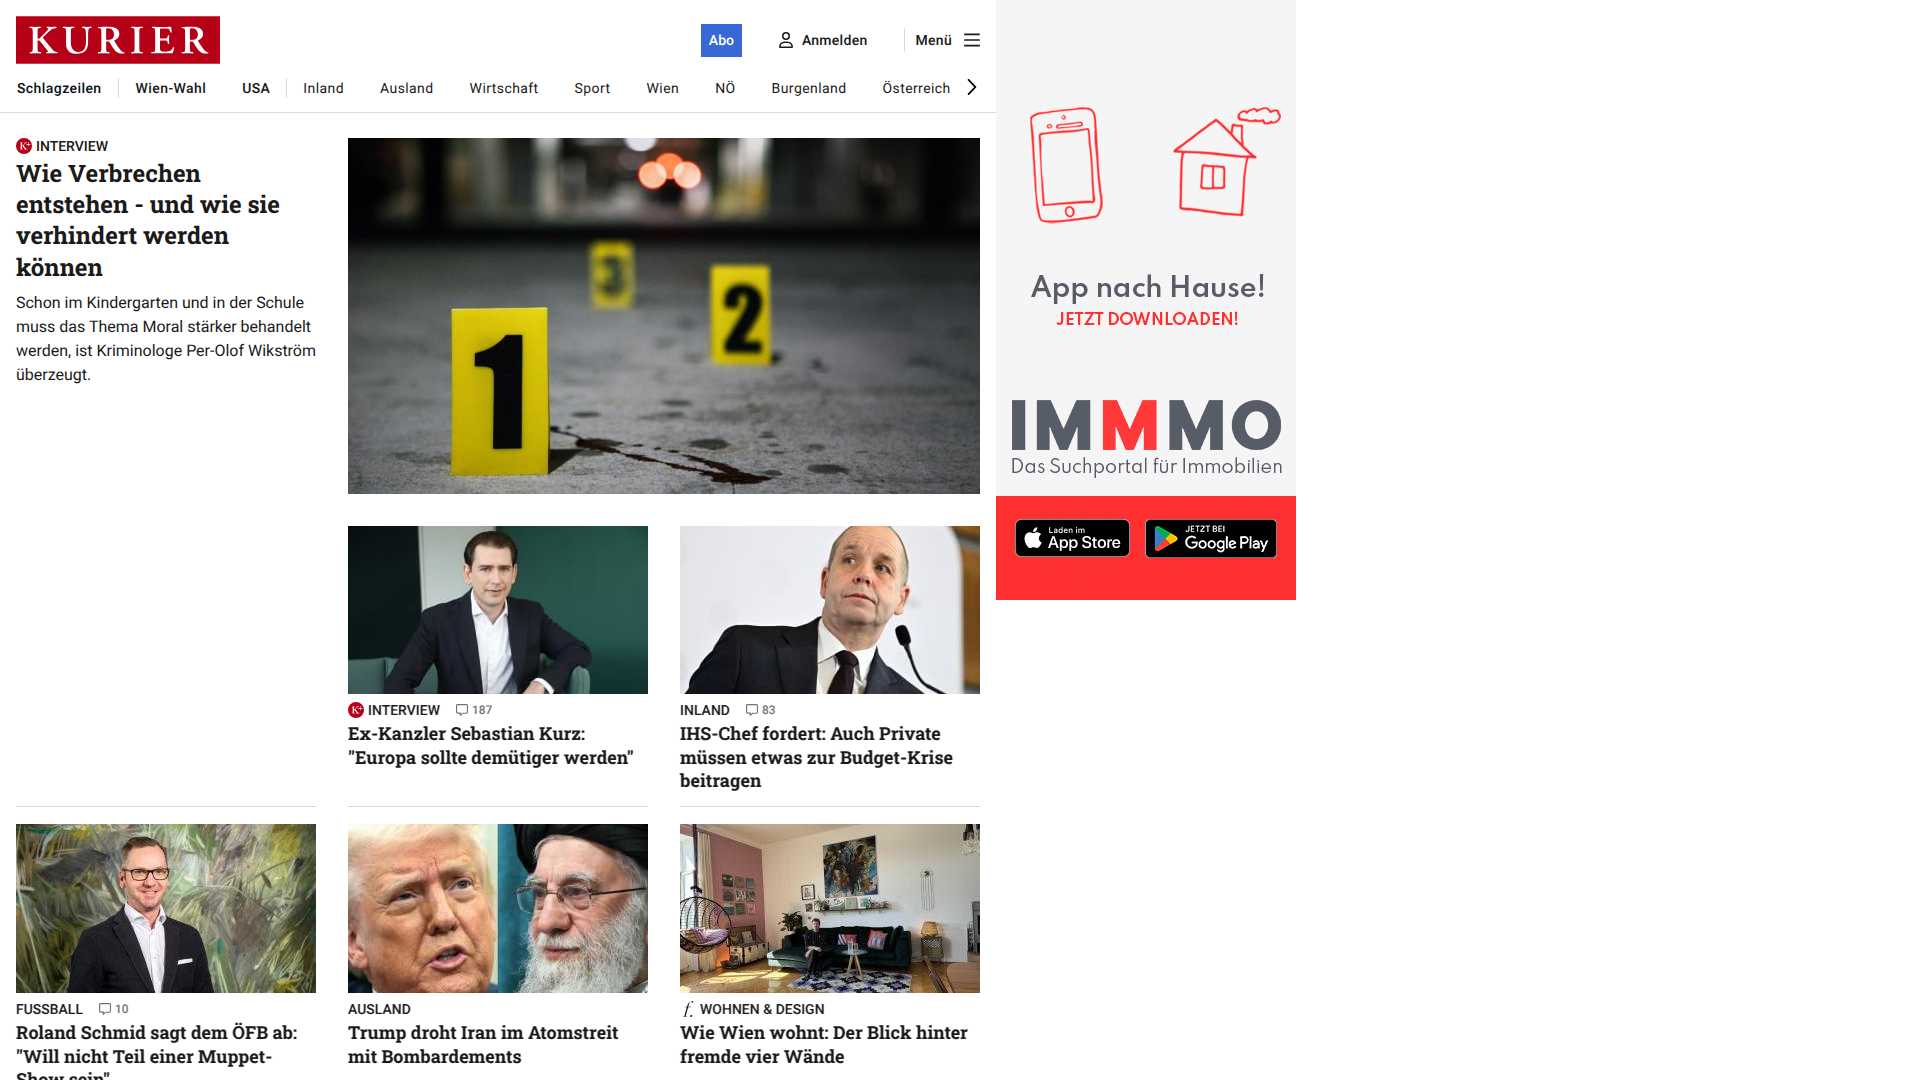 KURIER
Abo
Anmelden
Menü
Schlagzeilen
Wien-Wahl
USA
Inland
Ausland
Wirtschaft
Sport
Wien
NÖ
Burgenland
Österreich
K+ INTERVIEW
Wie Verbrechen
entstehen - und wie sie
verhindert werden
können
Schon im Kindergarten und in der Schule
muss das Thema Moral stärker behandelt
werden, ist Kriminologe Per-Olof Wikström
überzeugt.
3
2
1
K+ INTERVIEW 187
Ex-Kanzler Sebastian Kurz:
"Europa sollte demütiger werden"
INLAND 83
IHS-Chef fordert: Auch Private
müssen etwas zur Budget-Krise
beitragen
FUSSBALL 10
Roland Schmid sagt dem ÖFB ab:
"Will nicht Teil einer Muppet-
Show sein"
AUSLAND
Trump droht Iran im Atomstreit
mit Bombardements
f. WOHNEN & DESIGN
Wie Wien wohnt: Der Blick hinter
fremde vier Wände
App nach Hause!
JETZT DOWNLOADEN!
IMMMO
Das Suchportal für Immobilien
Laden im
App Store
JETZT BEI
Google Play